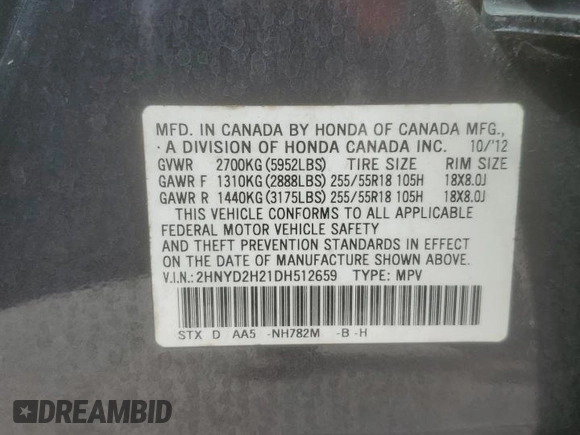 MFD. IN CANADA BY HONDA OF CANADA MFG.,
A DIVISION OF HONDA CANADA INC. 10/'12
GVWR 2700KG(5952LBS) TIRE SIZE RIM SIZE
GAWR F 1310KG(2888LBS) 255/55R18 105H 18X8.0J
GAWR R 1440KG(3175LBS) 255/55R18 105H 18X8.0J
THIS VEHICLE CONFORMS TO ALL APPLICABLE
FEDERAL MOTOR VEHICLE SAFETY
AND THEFT PREVENTION STANDARDS IN EFFECT
ON THE DATE OF MANUFACTURE SHOWN ABOVE.
V.I.N.: 2HNYD2H21DH512659 TYPE: MPV
STX D AA5 -NH782M -B -H
DREAMBID